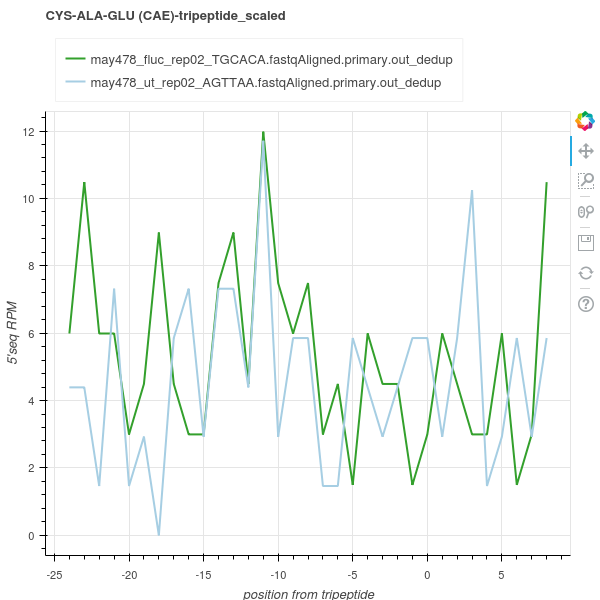 CYS-ALA-GLU (CAE)-tripeptide_scaled
may478_fluc_rep02_TGCACA.fastqAligned.primary.out_dedup
may478_ut_rep02_AGTTAA.fastqAligned.primary.out_dedup
12
10
8
6
4
2
0
5'seq RPM
-25 -20 -15 -10 -5 0 5
position from tripeptide